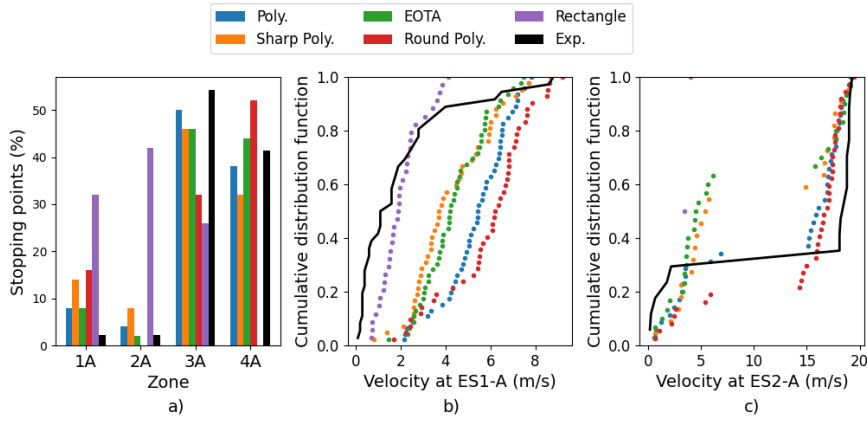 Poly. EOTA Rectangle
Sharp Poly. Round Poly. Exp.
Stopping points (%)
50
40
30
20
10
0
1A 2A 3A 4A
Zone
a)
Cumulative distribution function
1.0
0.8
0.6
0.4
0.2
0.0
0 2 4 6 8
Velocity at ES1-A (m/s)
b)
Cumulative distribution function
1.0
0.8
0.6
0.4
0.2
0.0
0 5 10 15 20
Velocity at ES2-A (m/s)
c)